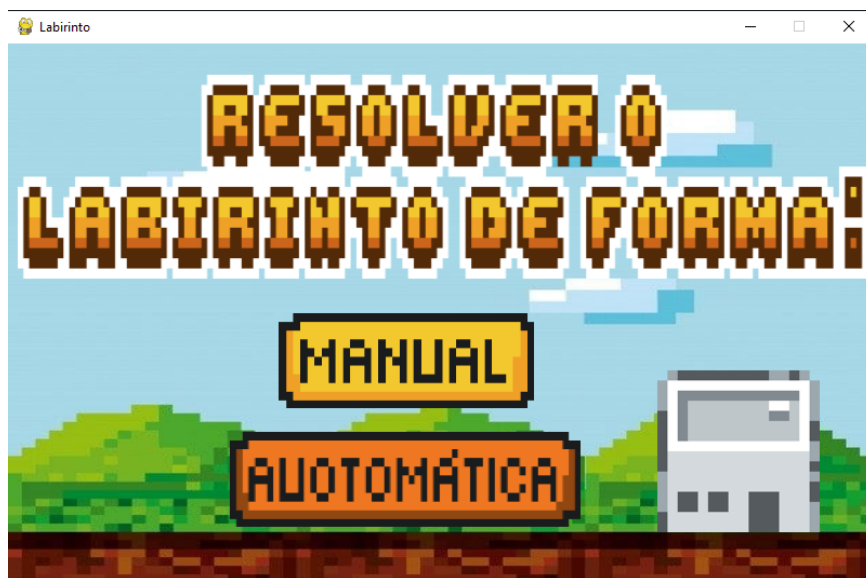 Labirinto
RESOLVER O
LABIRINTO DE FORMA:
MANUAL
AUOTOMÁTICA